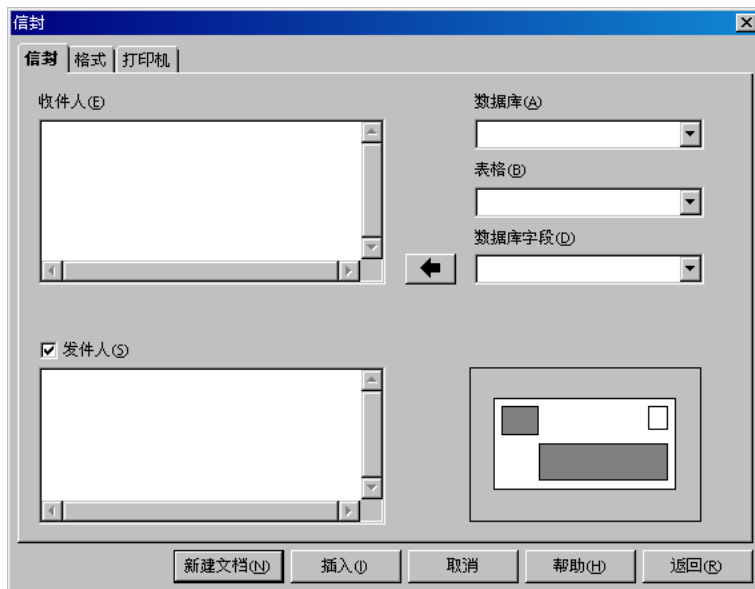 信封
信封 格式 打印机
收件人(E)
数据库(A)
表格(B)
数据库字段(D)
发件人(S)
新建文档(N) 插入(I) 取消 帮助(H) 返回(R)